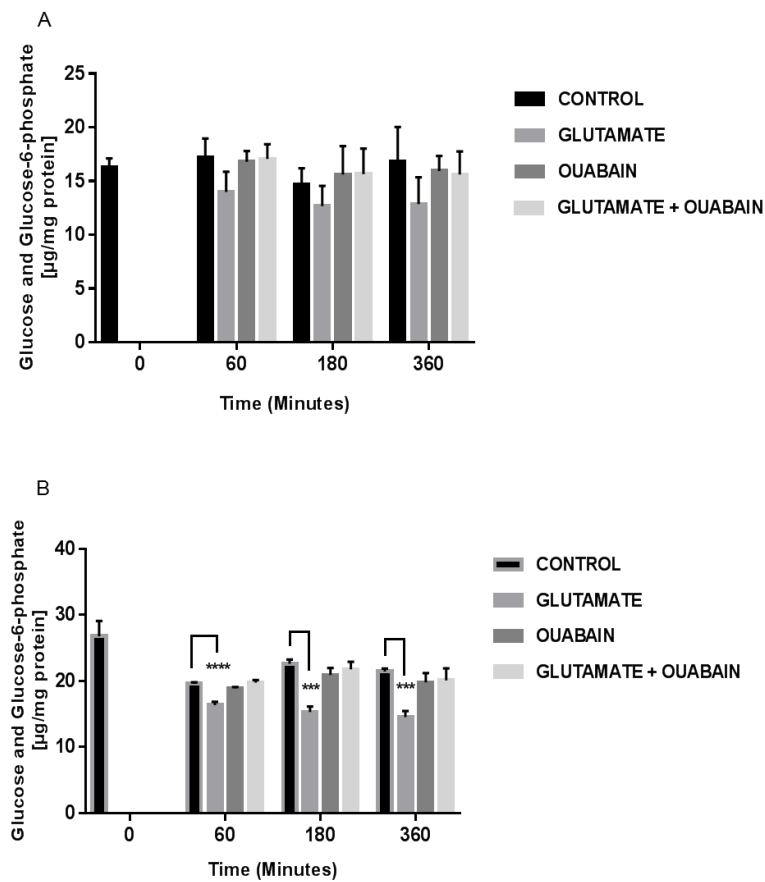 A
Glucose and Glucose-6-phosphate
[µg/mg protein]
25
20
15
10
5
0
0 60 180 360
Time (Minutes)
CONTROL
GLUTAMATE
OUABAIN
GLUTAMATE + OUABAIN
B
Glucose and Glucose-6-phosphate
[µg/mg protein]
40
30
20
10
0
**** *** ***
0 60 180 360
Time (Minutes)
CONTROL
GLUTAMATE
OUABAIN
GLUTAMATE + OUABAIN